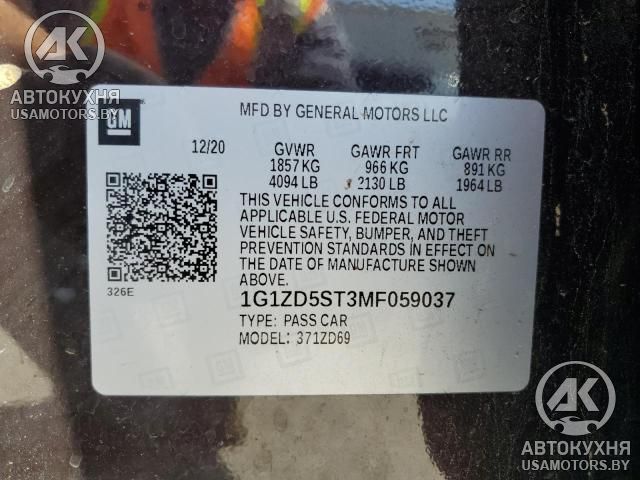 AK
АВТОКУХНЯ
USAMOTORS.BY
GM
MFD BY GENERAL MOTORS LLC
12/20 GVWR GAWR FRT GAWR RR
1857 KG 966 KG 891 KG
4094 LB 2130 LB 1964 LB
THIS VEHICLE CONFORMS TO ALL
APPLICABLE U.S. FEDERAL MOTOR
VEHICLE SAFETY, BUMPER, AND THEFT
PREVENTION STANDARDS IN EFFECT ON
THE DATE OF MANUFACTURE SHOWN
ABOVE.
326E
1G1ZD5ST3MF059037
TYPE: PASS CAR
MODEL: 371ZD69
AK
АВТОКУХНЯ
USAMOTORS.BY